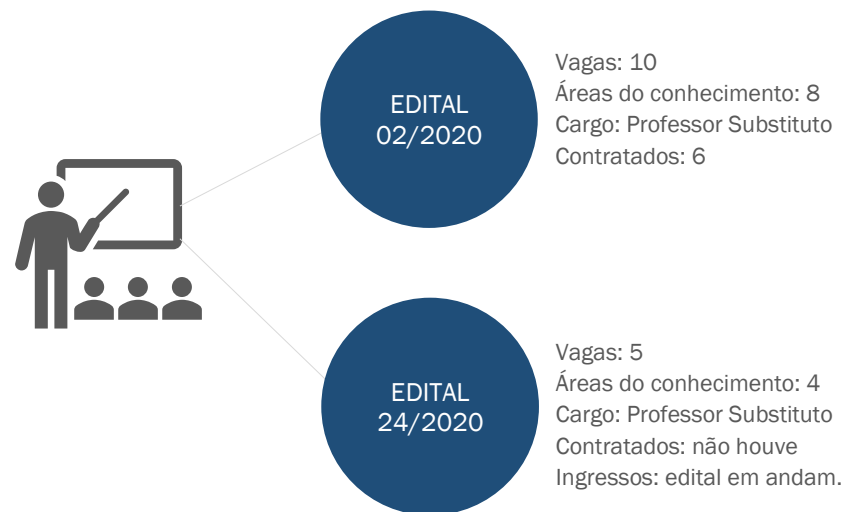 EDITAL
02/2020
Vagas: 10
Áreas do conhecimento: 8
Cargo: Professor Substituto
Contratados: 6
EDITAL
24/2020
Vagas: 5
Áreas do conhecimento: 4
Cargo: Professor Substituto
Contratados: não houve
Ingressos: edital em andam.